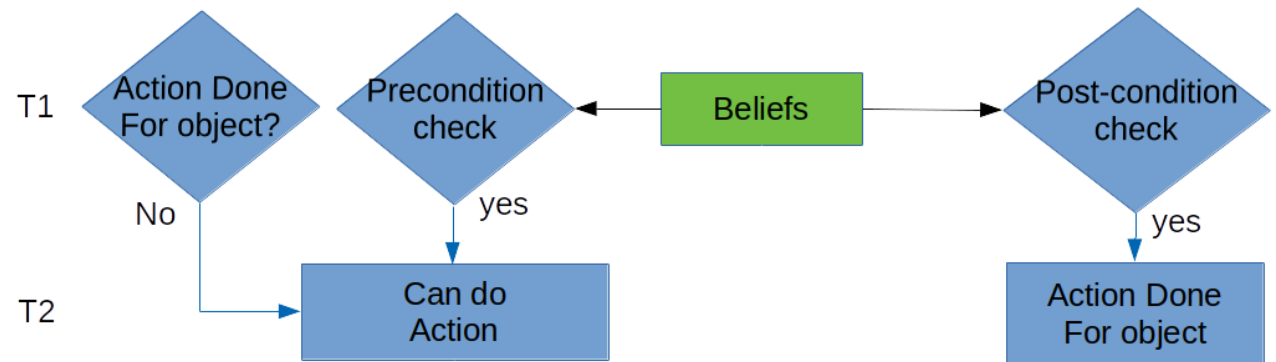 T1
Action Done
For object?
Precondition
check
Beliefs
Post-condition
check
No
yes
yes
T2
Can do
Action
Action Done
For object